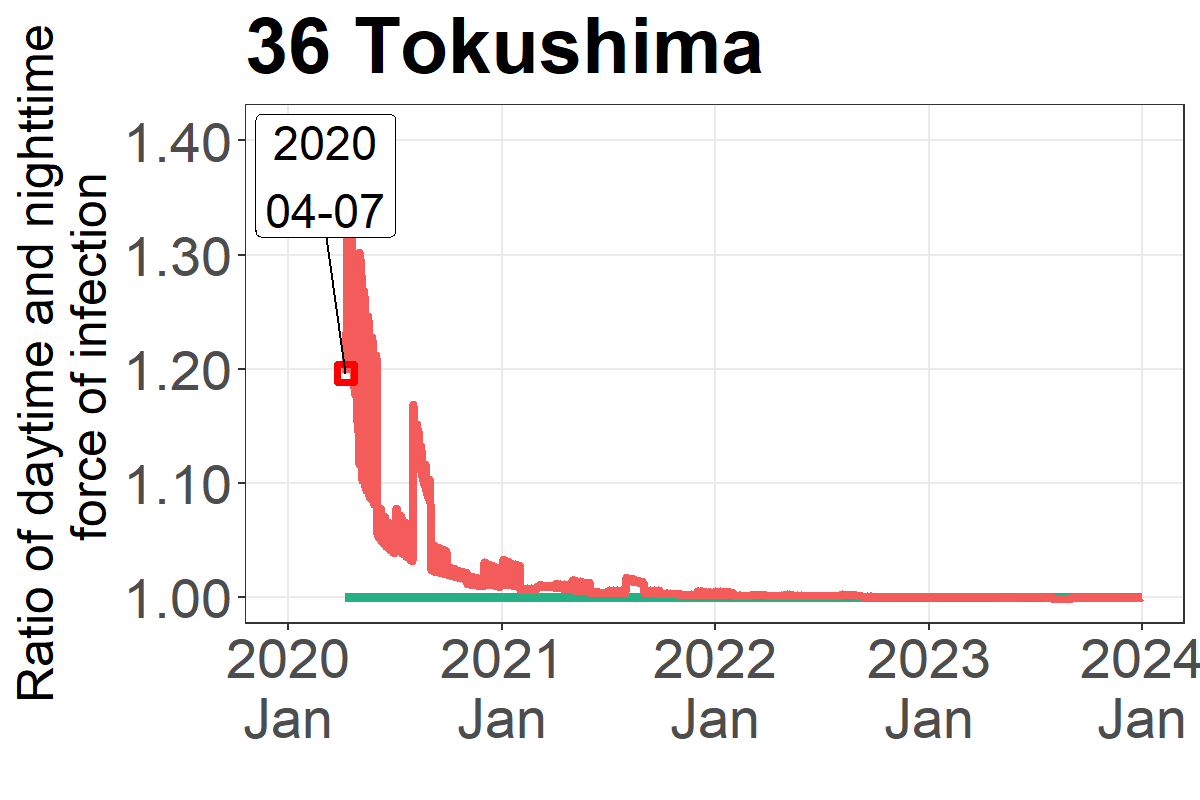 36 Tokushima
Ratio of daytime and nighttime
force of infection
1.40
1.30
1.20
1.10
1.00
2020
04-07
2020
Jan
2021
Jan
2022
Jan
2023
Jan
2024
Jan